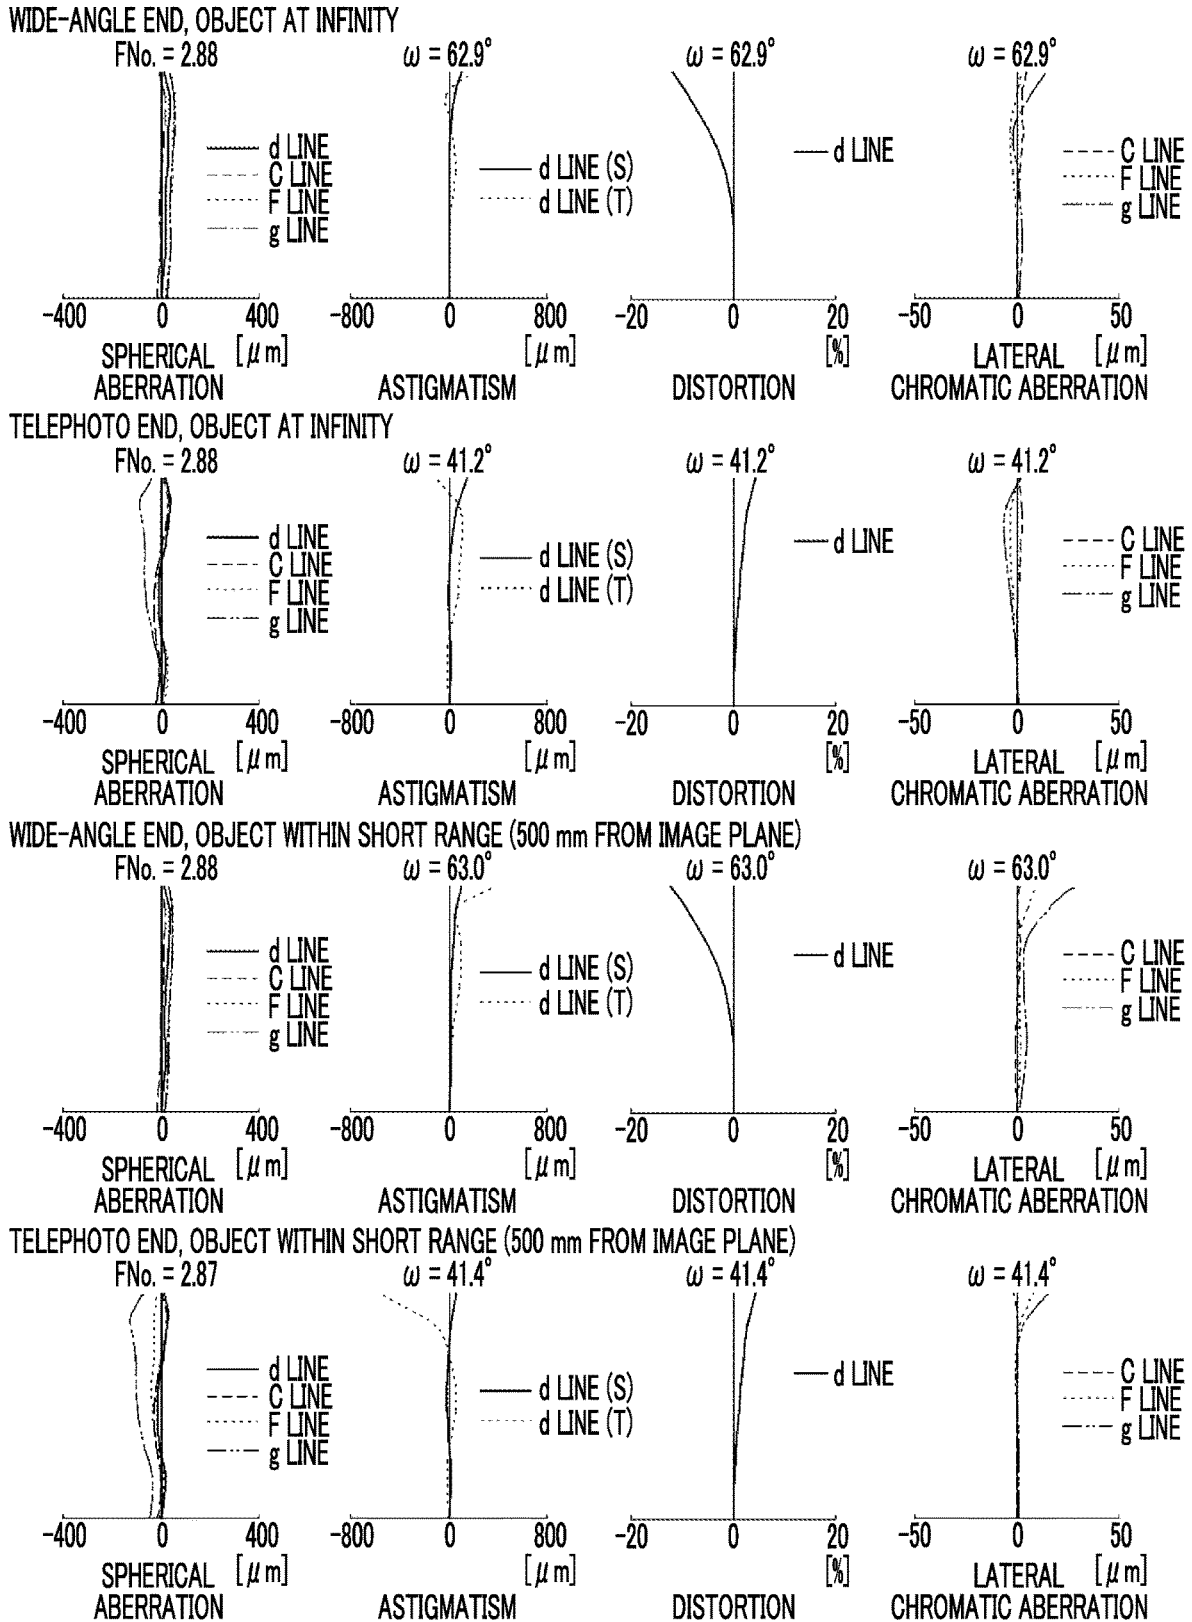 WIDE-ANGLE END, OBJECT AT INFINITY
FNo. = 2.88
ω = 62.9°
ω = 62.9°
ω = 62.9°
d LINE
C LINE
F LINE
g LINE
d LINE (S)
d LINE (T)
d LINE
C LINE
F LINE
g LINE
-400 0 400
-800 0 800
-20 0 20
-50 0 50
[μm]
[μm]
[%]
[μm]
SPHERICAL
ABERRATION
ASTIGMATISM
DISTORTION
LATERAL
CHROMATIC ABERRATION
TELEPHOTO END, OBJECT AT INFINITY
FNo. = 2.88
ω = 41.2°
ω = 41.2°
ω = 41.2°
d LINE
C LINE
F LINE
g LINE
d LINE (S)
d LINE (T)
d LINE
C LINE
F LINE
g LINE
-400 0 400
-800 0 800
-20 0 20
-50 0 50
[μm]
[μm]
[%]
[μm]
SPHERICAL
ABERRATION
ASTIGMATISM
DISTORTION
LATERAL
CHROMATIC ABERRATION
WIDE-ANGLE END, OBJECT WITHIN SHORT RANGE (500 mm FROM IMAGE PLANE)
FNo. = 2.88
ω = 63.0°
ω = 63.0°
ω = 63.0°
d LINE
C LINE
F LINE
g LINE
d LINE (S)
d LINE (T)
d LINE
C LINE
F LINE
g LINE
-400 0 400
-800 0 800
-20 0 20
-50 0 50
[μm]
[μm]
[%]
[μm]
SPHERICAL
ABERRATION
ASTIGMATISM
DISTORTION
LATERAL
CHROMATIC ABERRATION
TELEPHOTO END, OBJECT WITHIN SHORT RANGE (500 mm FROM IMAGE PLANE)
FNo. = 2.87
ω = 41.4°
ω = 41.4°
ω = 41.4°
d LINE
C LINE
F LINE
g LINE
d LINE (S)
d LINE (T)
d LINE
C LINE
F LINE
g LINE
-400 0 400
-800 0 800
-20 0 20
-50 0 50
[μm]
[μm]
[%]
[μm]
SPHERICAL
ABERRATION
ASTIGMATISM
DISTORTION
LATERAL
CHROMATIC ABERRATION